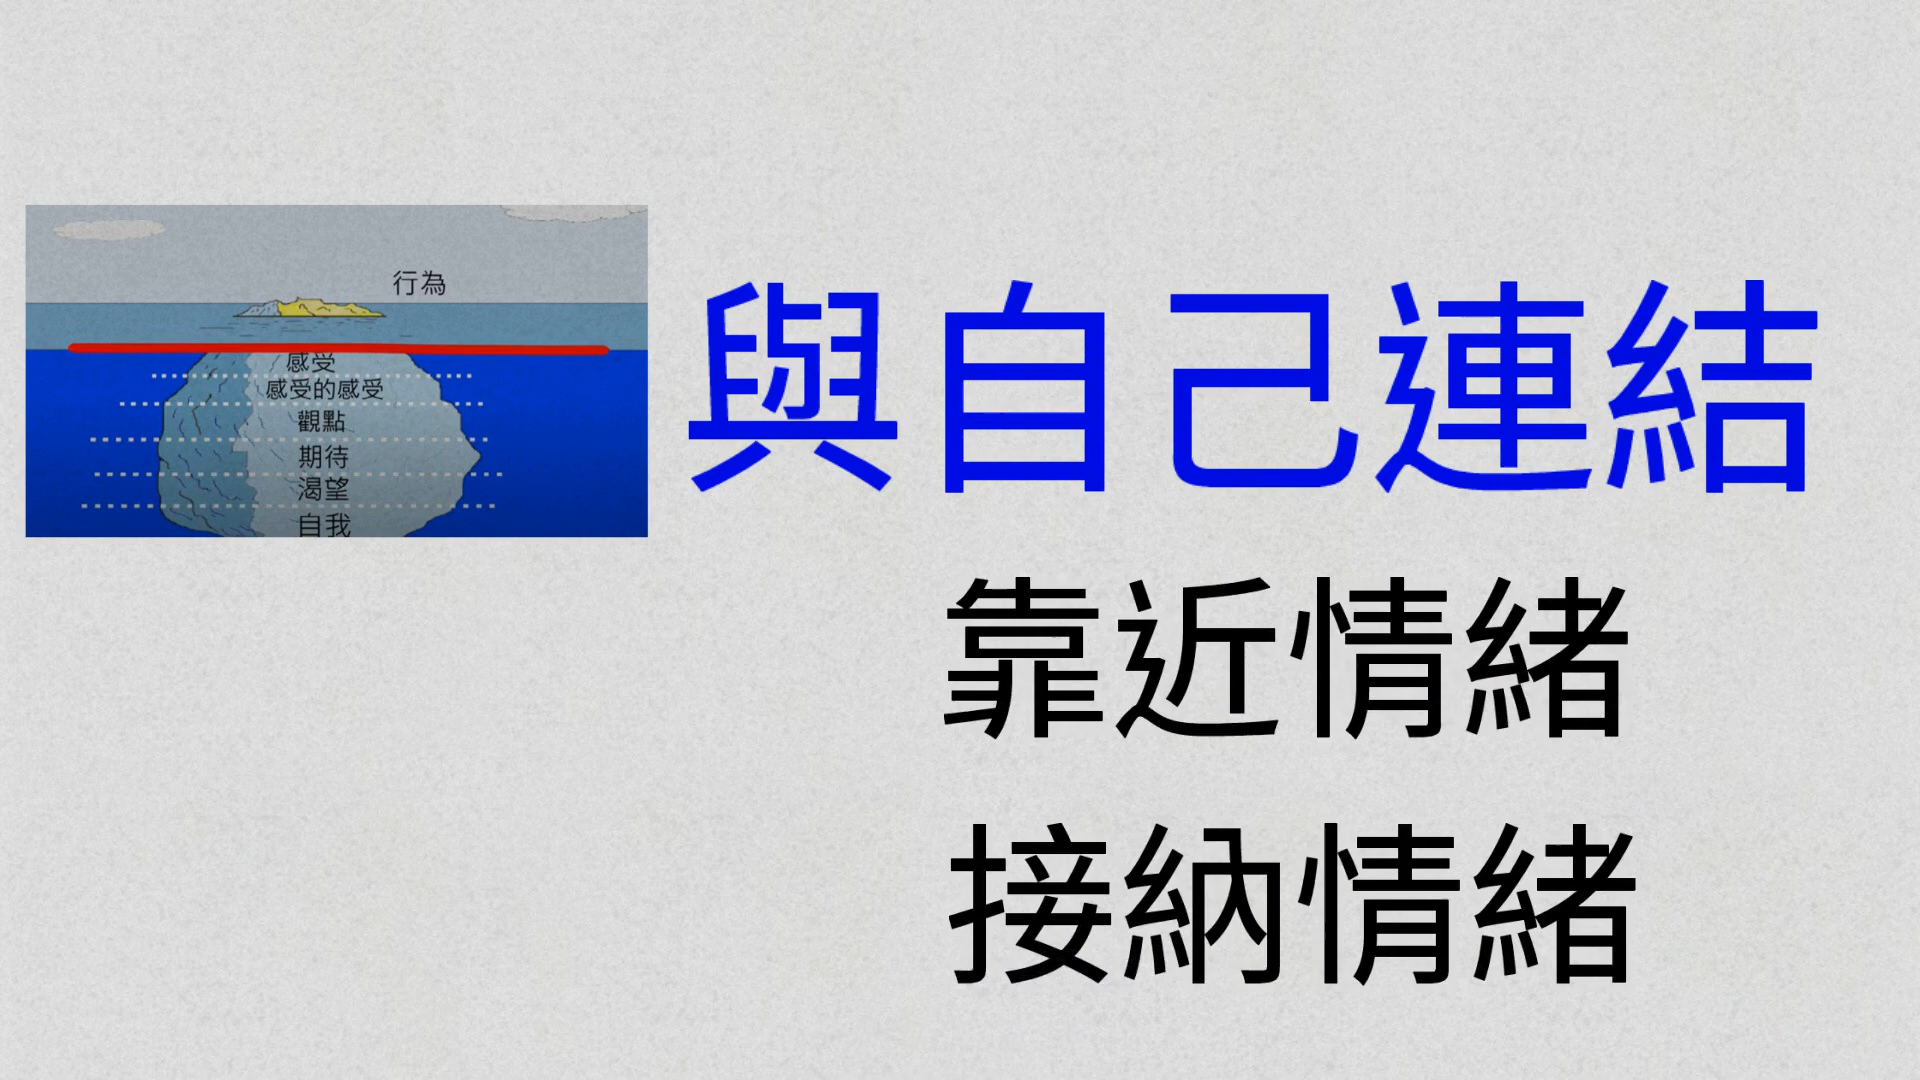 行為
感受
感受的感受
觀點
期待
渴望
自我
與自己連結
靠近情緒
接納情緒